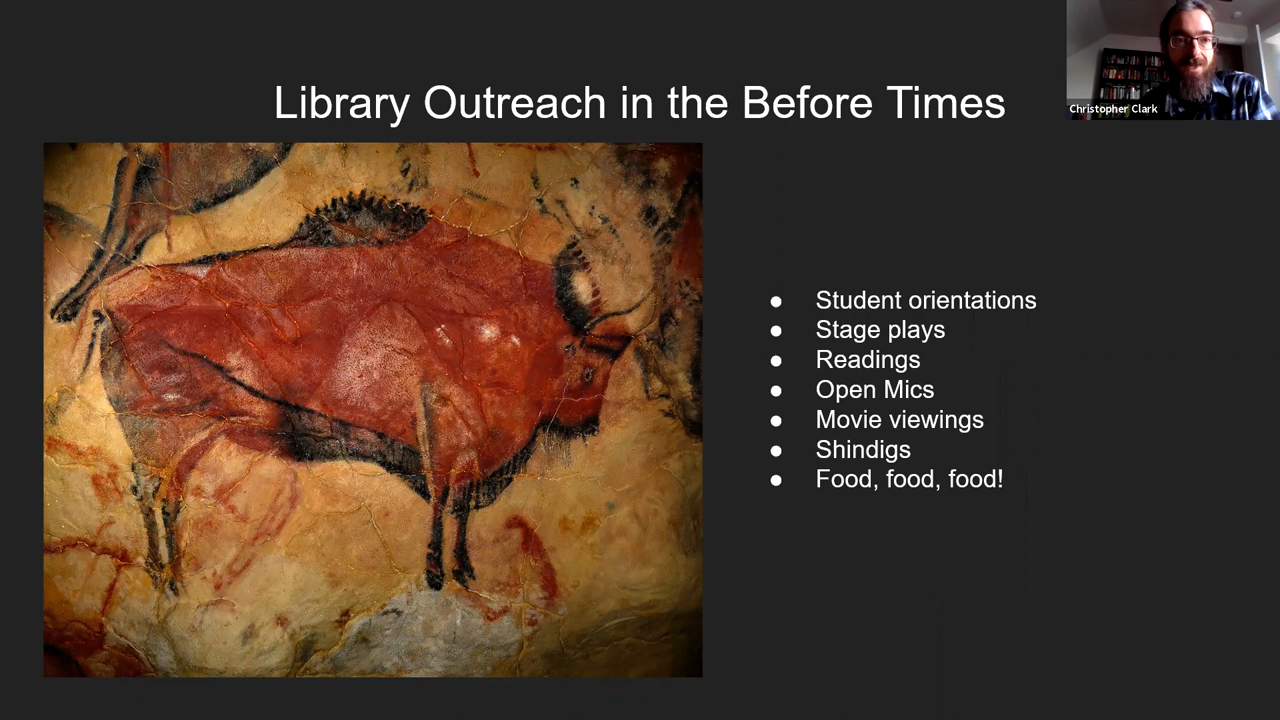 Library Outreach in the Before Times
Christopher Clark
● Student orientations
● Stage plays
● Readings
● Open Mics
● Movie viewings
● Shindigs
● Food, food, food!